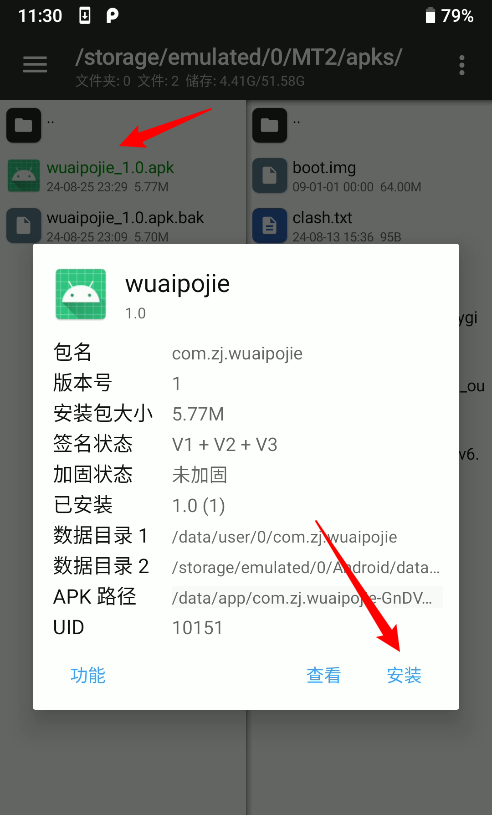 11:30
79%
/storage/emulated/0/MT2/apks/
文件夹: 0 文件: 2 储存: 4.41G/51.58G
..
wuaipojie_1.0.apk
24-08-25 23:29 5.77M
wuaipojie_1.0.apk.bak
24-08-25 23:09 5.70M
..
boot.img
09-01-01 00:00 64.00M
clash.txt
24-08-13 15:36 95B
ygi
_ou
v6.
wuaipojie
1.0
包名 com.zj.wuaipojie
版本号 1
安装包大小 5.77M
签名状态 V1 + V2 + V3
加固状态 未加固
已安装 1.0 (1)
数据目录 1 /data/user/0/com.zj.wuaipojie
数据目录 2 /storage/emulated/0/Android/data...
APK 路径 /data/app/com.zj.wuaipojie-GnDV...
UID 10151
功能 查看 安装